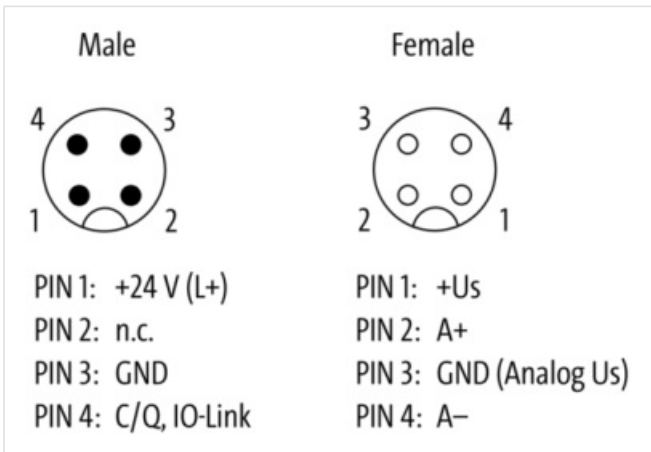 Male
4 3
1 2
PIN 1: +24 V (L+)
PIN 2: n.c.
PIN 3: GND
PIN 4: C/Q, IO-Link
Female
3 4
2 1
PIN 1: +Us
PIN 2: A+
PIN 3: GND (Analog Us)
PIN 4: A–